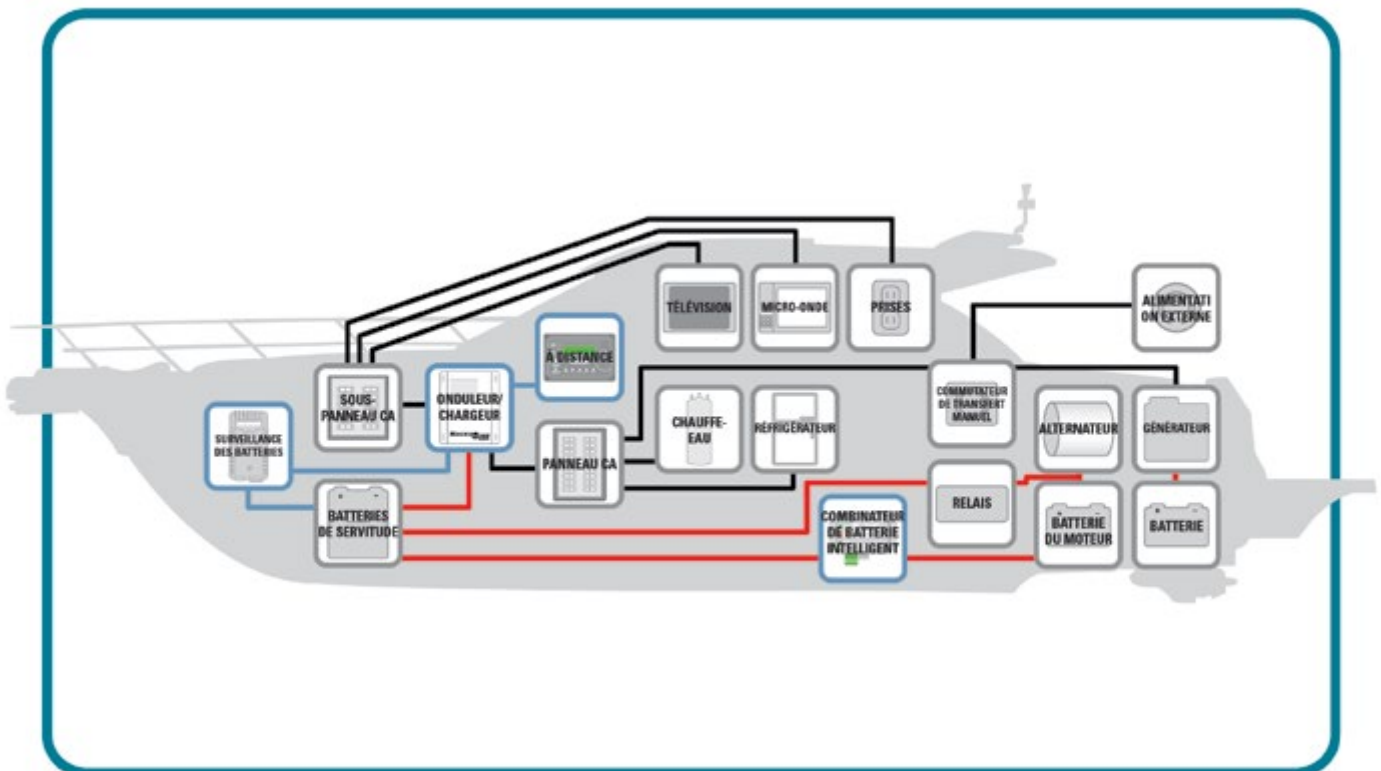 TÉLÉVISION
MICRO-ONDE
PRISES
ALIMENTATI
ON EXTERNE
À DISTANCE
SOUS-
PANNEAU CA
ONDULEUR/
CHARGEUR
CHAUFFE-
EAU
RÉFRIGÉRATEUR
COMMUTATEUR
DE TRANSFERT
MANUEL
ALTERNATEUR
GÉNÉRATEUR
SURVEILLANCE
DES BATTERIES
PANNEAU CA
BATTERIES
DE SERVITUDE
COMBINATEUR
DE BATTERIE
INTELLIGENT
RELAIS
BATTERIE
DU MOTEUR
BATTERIE